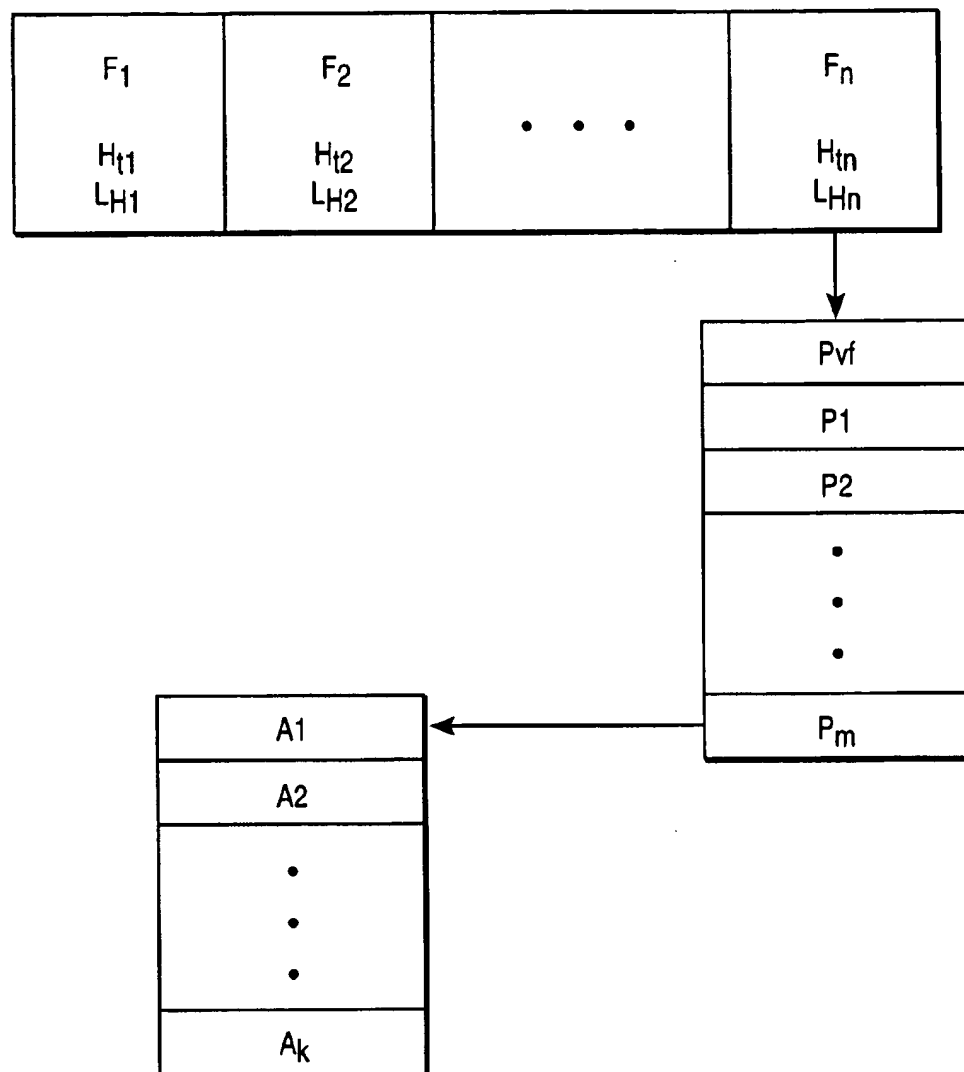 F1 F2 • • • Fn
Ht1 Ht2 Htn
LH1 LH2 LHn
Pvf
P1
P2
Pm
A1
A2
Ak